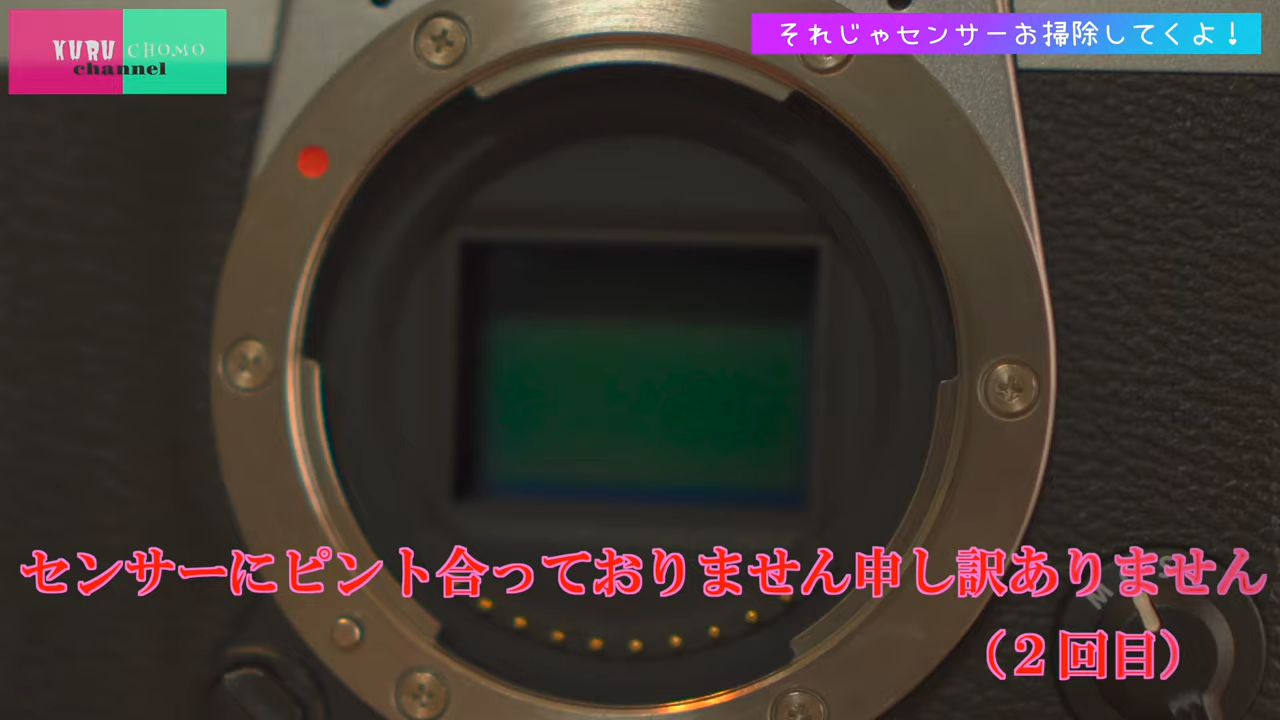 KURU CHOMO
channel
それじゃセンサーお掃除してくよ！
センサーにピント合っておりません申し訳ありません
（２回目）
M